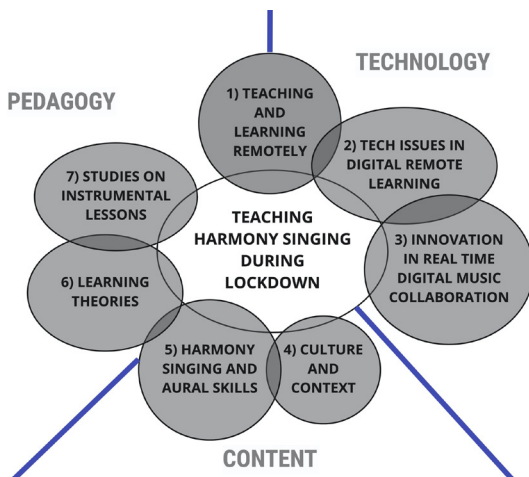 TECHNOLOGY
PEDAGOGY
1) TEACHING
AND
LEARNING
REMOTELY
2) TECH ISSUES IN
DIGITAL REMOTE
LEARNING
3) INNOVATION
IN REAL TIME
DIGITAL MUSIC
COLLABORATION
4) CULTURE
AND
CONTEXT
5) HARMONY
SINGING AND
AURAL SKILLS
6) LEARNING
THEORIES
7) STUDIES ON
INSTRUMENTAL
LESSONS
TEACHING
HARMONY SINGING
DURING
LOCKDOWN
CONTENT